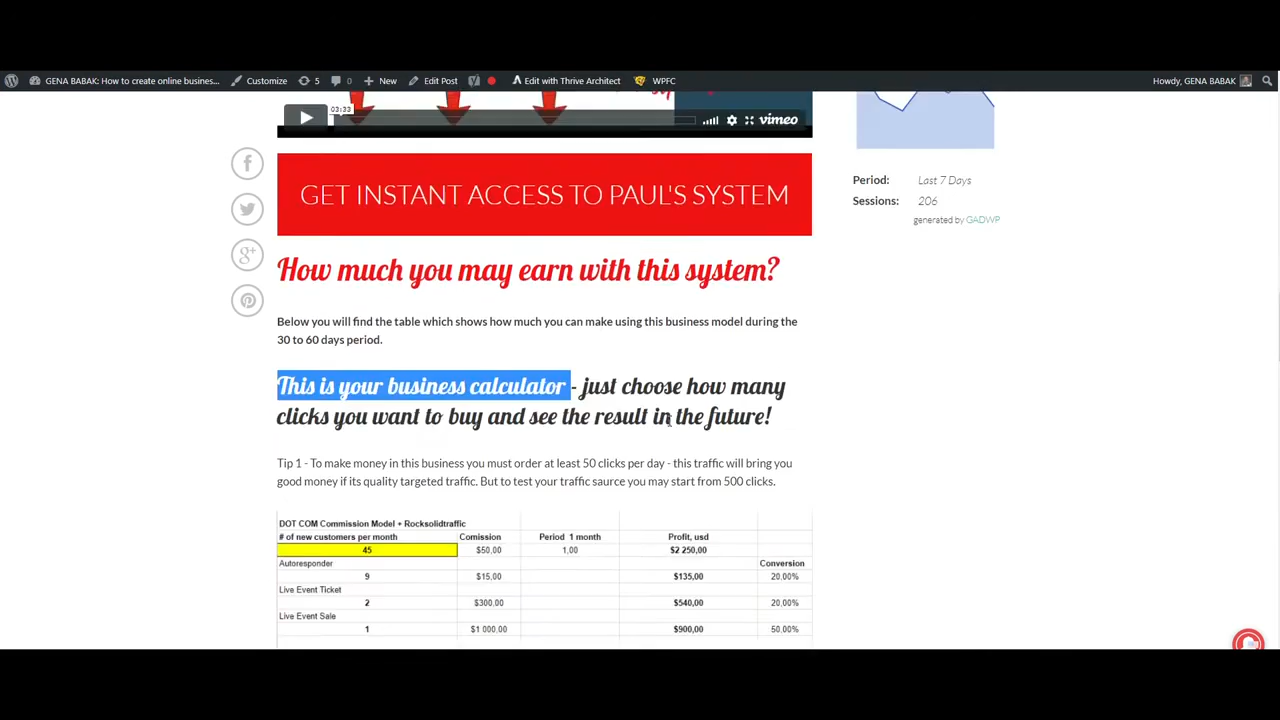 GENA BABAK: How to create online busines... Customize 5 0 New Edit Post Edit with Thrive Architect WPFC Howdy, GENA BABAK
03:33
vimeo
GET INSTANT ACCESS TO PAUL'S SYSTEM
Period: Last 7 Days
Sessions: 206
generated by GADWP
How much you may earn with this system?
Below you will find the table which shows how much you can make using this business model during the
30 to 60 days period.
This is your business calculator - just choose how many
clicks you want to buy and see the result in the future!
Tip 1 - To make money in this business you must order at least 50 clicks per day - this traffic will bring you
good money if its quality targeted traffic. But to test your traffic saurce you may start from 500 clicks.
DOT COM Commission Model + Rocksolidtraffic
# of new customers per month Comission Period 1 month Profit, usd
45 $50,00 1,00 $2 250,00
Autoresponder Conversion
9 $15,00 $135,00 20,00%
Live Event Ticket
2 $300,00 $540,00 20,00%
Live Event Sale
1 $1 000,00 $900,00 50,00%